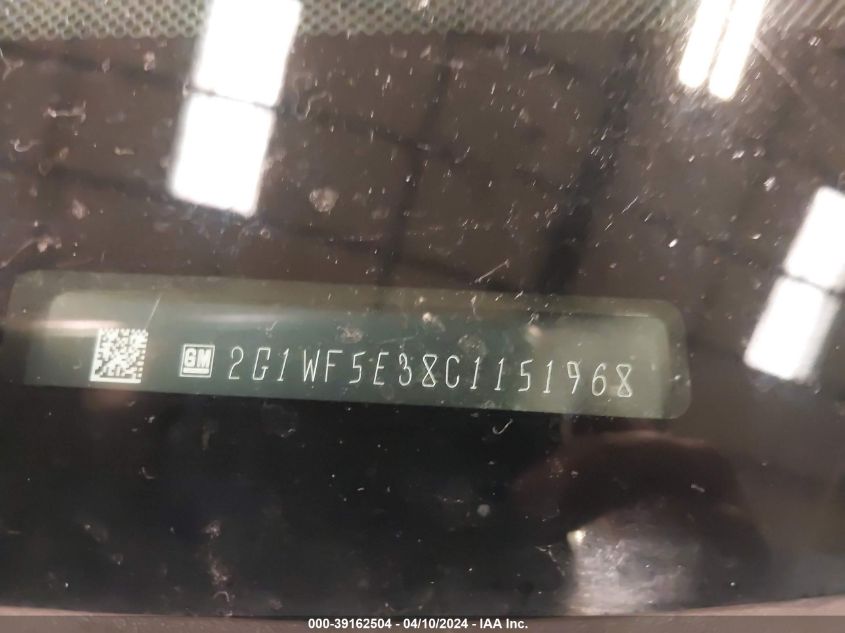 GM 2G1WF5E38C1151968
000-39162504 - 04/10/2024 - IAA Inc.